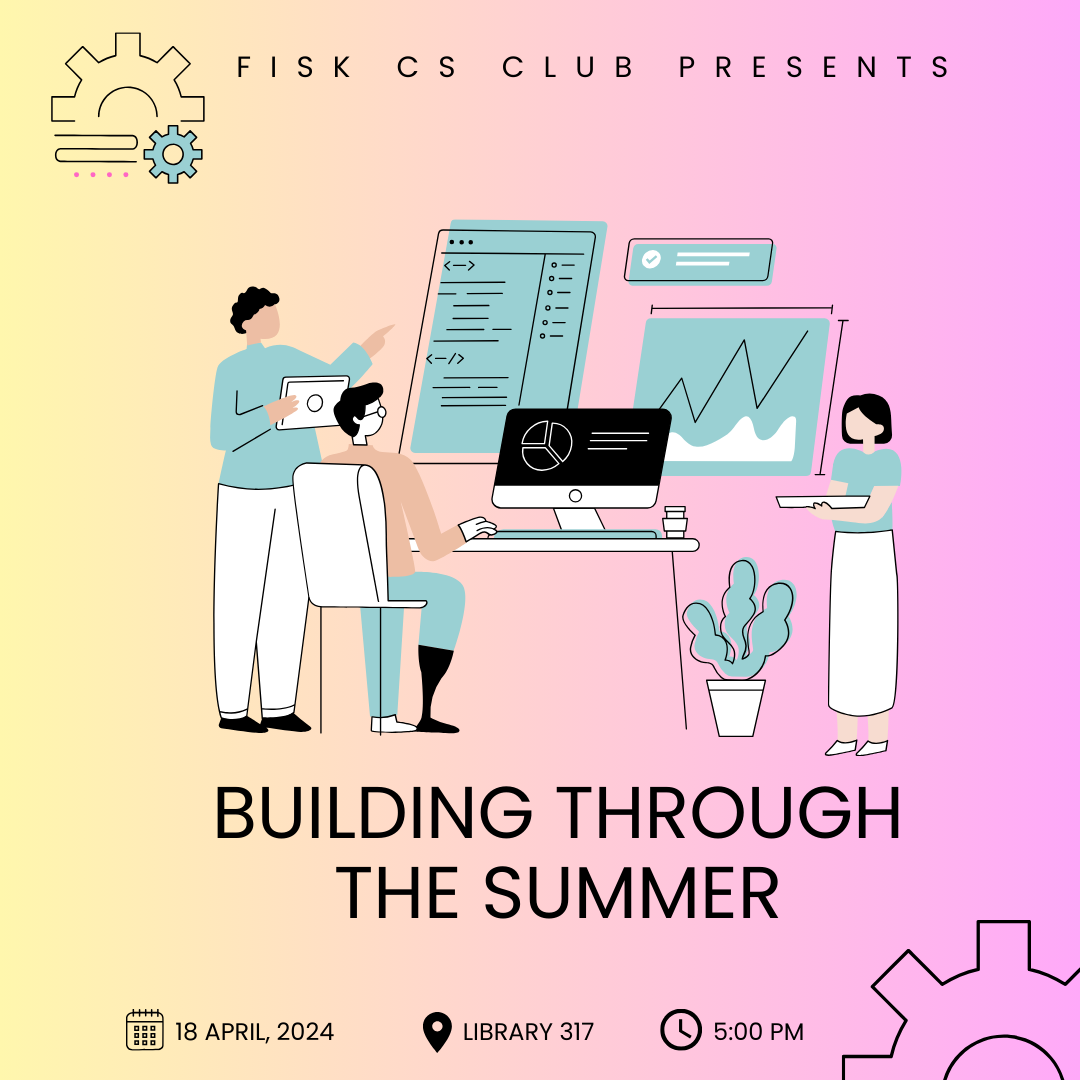 FISK CS CLUB PRESENTS
BUILDING THROUGH
THE SUMMER
18 APRIL, 2024
LIBRARY 317
5:00 PM